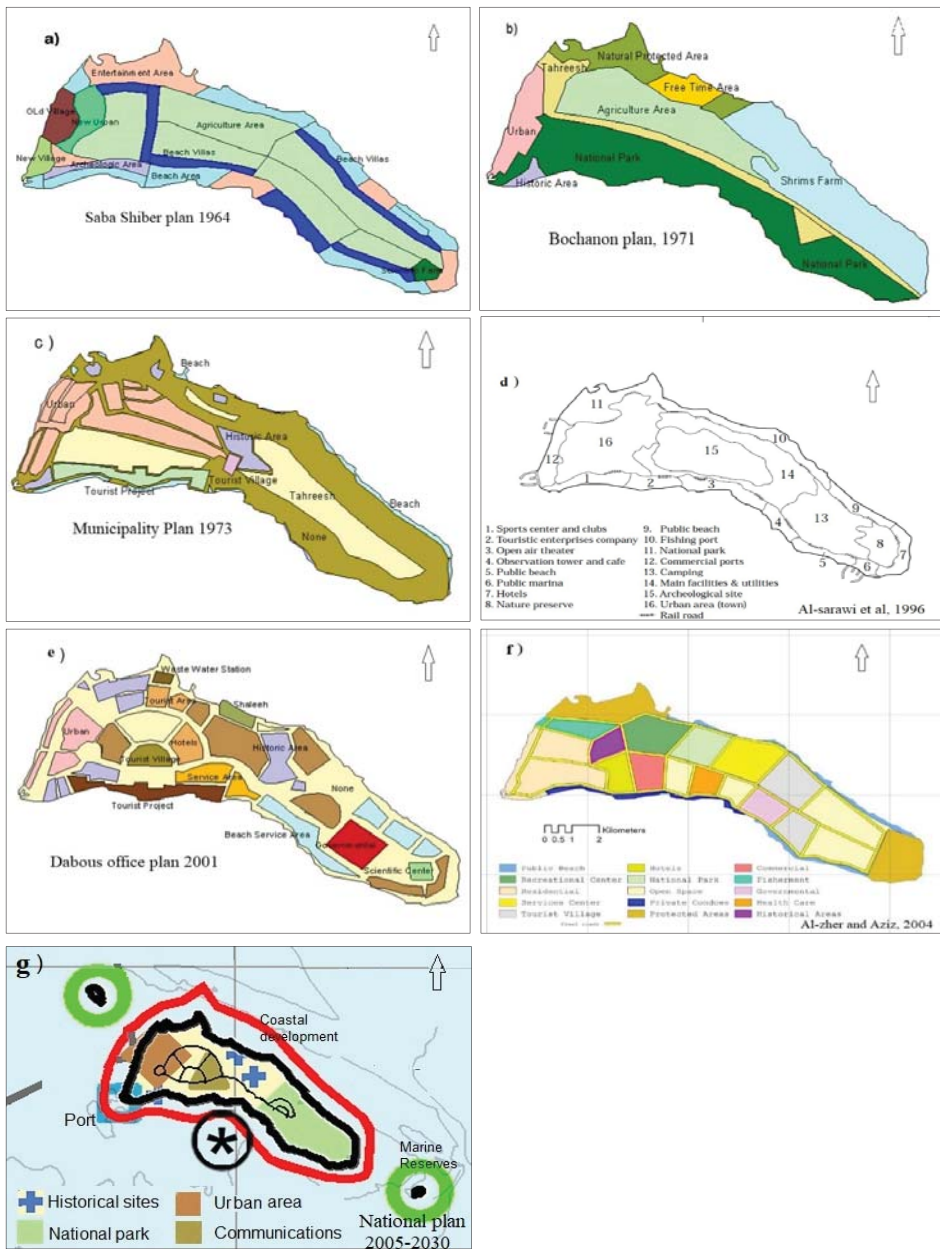 a)
Entertainment Area
OLd Village
New Urban
Agriculture Area
New Village
Archeologic Area
Beach Villas
Beach Villas
Beach Area
Saba Shiber plan 1964
b)
Natural Protected Area
Tahreesh
Free Time Area
Agriculture Area
Urban
National Park
Historic Area
Shrims Farm
National Park
Bochanon plan, 1971
c )
Beach
Urban
Historic Area
Tourist Village
Tourist Project
Tahreesh
Beach
None
Municipality Plan 1973
d )
11
16
10
15
12
14
1
2
3
9
4
13
8
7
5
6
1. Sports center and clubs
2. Touristic enterprises company
3. Open air theater
4. Observation tower and cafe
5. Public beach
6. Public marina
7. Hotels
8. Nature preserve
9. Public beach
10. Fishing port
11. National park
12. Commercial ports
13. Camping
14. Main facilities & utilities
15. Archeological site
16. Urban area (town)
Rail road
Al-sarawi et al, 1996
e )
Waste Water Station
Tourist Area
Shaleeh
Urban
Hotels
Historic Area
Tourist Village
Service Area
None
Tourist Project
Beach Service Area
Governmental
Scientific Center
Dabous office plan 2001
f )
Kilometers
0 0.5 1 2
Public Beach
Recreational Center
Residential
Services Center
Tourist Village
Hotels
National Park
Open Space
Private Condoes
Protected Areas
Commercial
Fisherment
Governmental
Health Care
Historical Areas
Al-zher and Aziz, 2004
g )
Coastal
development
Port
*
Marine
Reserves
Historical sites
Urban area
National park
Communications
National plan
2005-2030